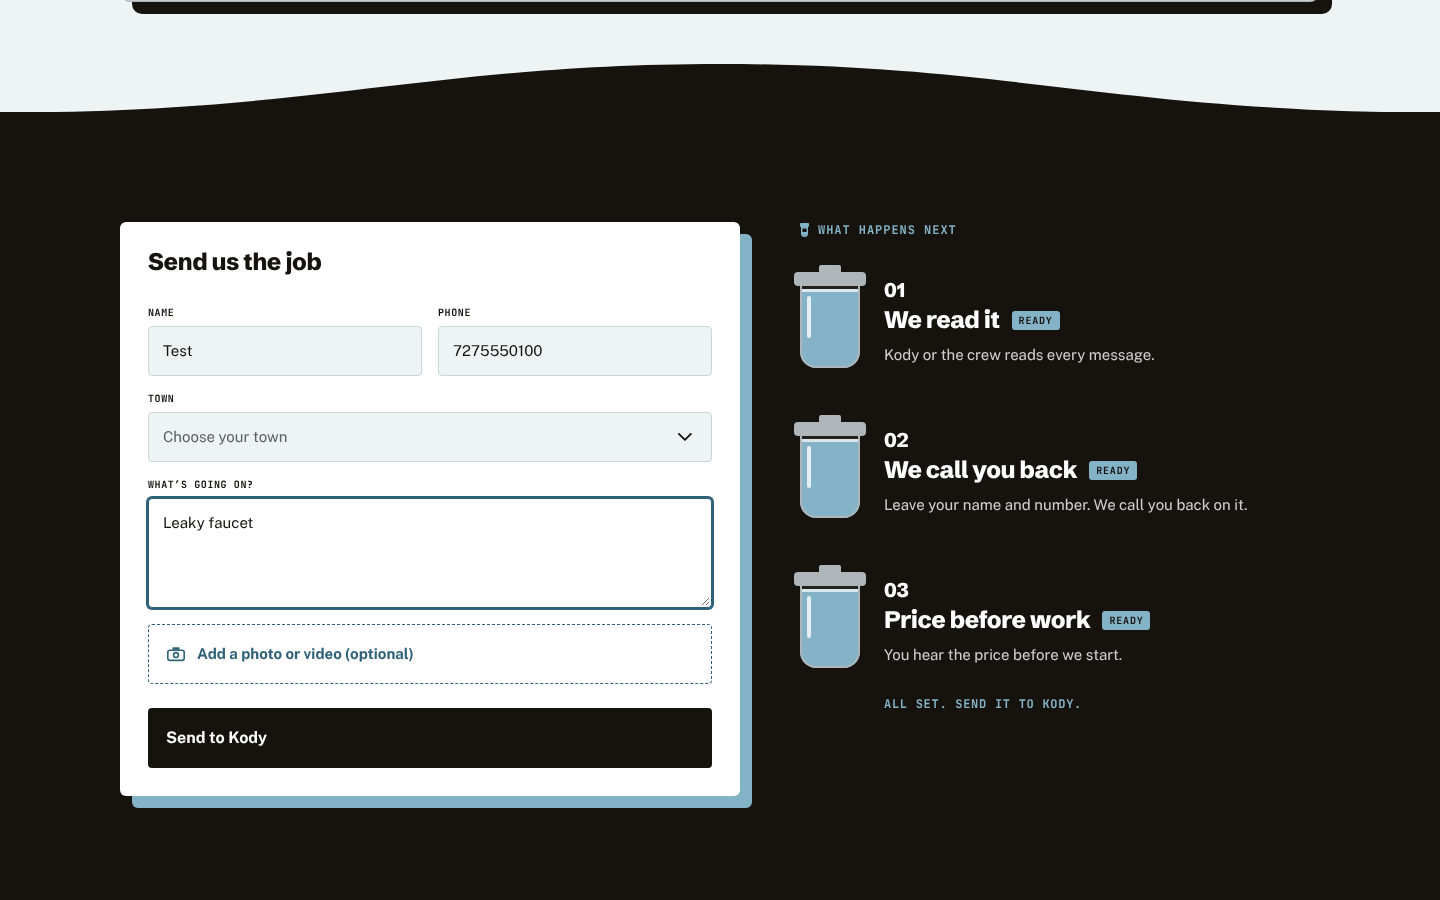 Send us the job
NAME
PHONE
Test
7275550100
TOWN
Choose your town
WHAT'S GOING ON?
Leaky faucet
Add a photo or video (optional)
Send to Kody
WHAT HAPPENS NEXT
01
We read it READY
Kody or the crew reads every message.
02
We call you back READY
Leave your name and number. We call you back on it.
03
Price before work READY
You hear the price before we start.
ALL SET. SEND IT TO KODY.